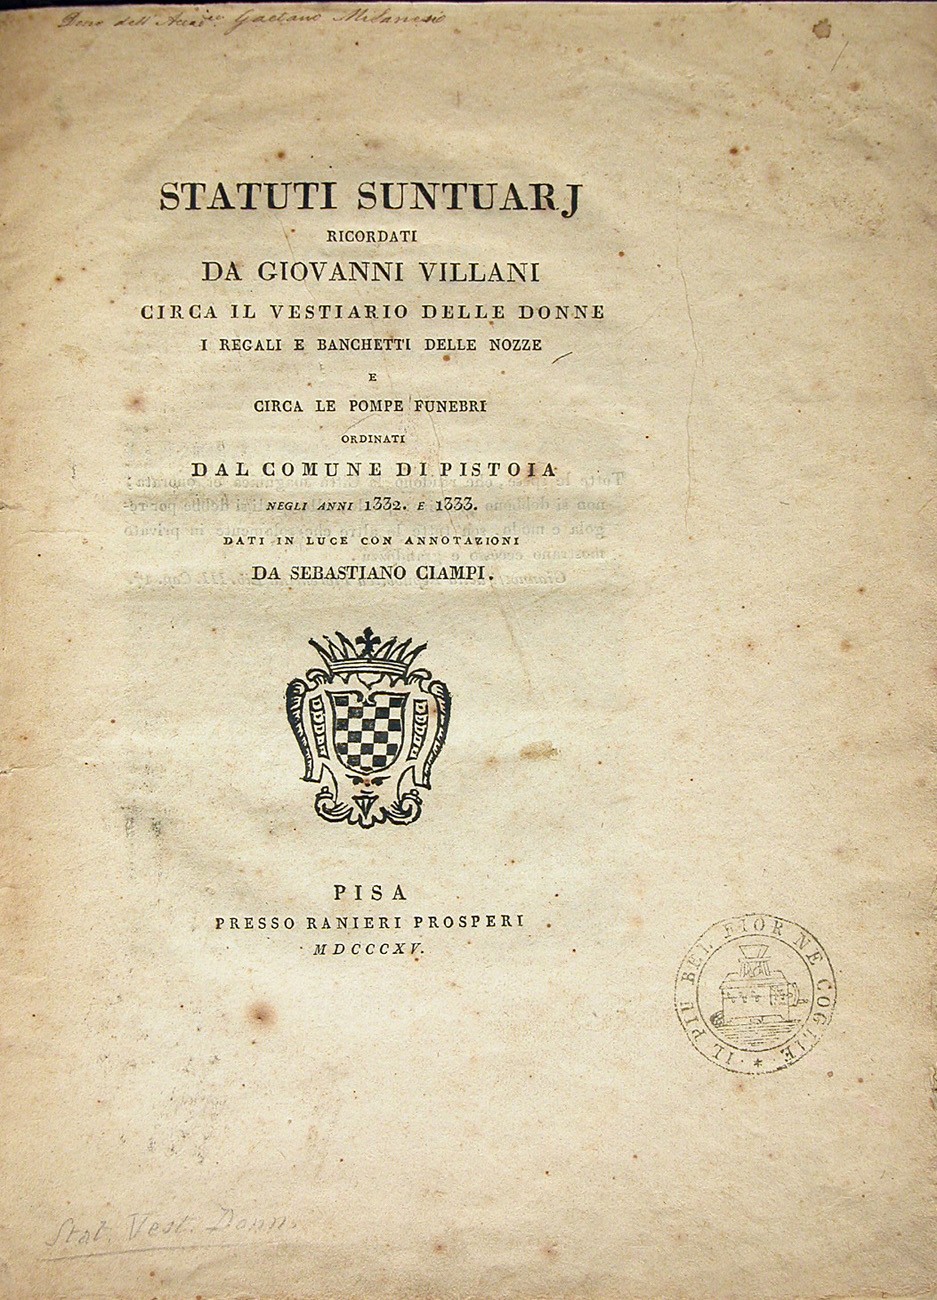 Dono dell'Accad.co Gaetano Milanesi
STATUTI SUNTUARJ
RICORDATI
DA GIOVANNI VILLANI
CIRCA IL VESTIARIO DELLE DONNE
I REGALI E BANCHETTI DELLE NOZZE
E
CIRCA LE POMPE FUNEBRI
ORDINATI
DAL COMUNE DI PISTOIA
NEGLI ANNI 1332. E 1333.
DATI IN LUCE CON ANNOTAZIONI
DA SEBASTIANO CIAMPI.
PISA
PRESSO RANIERI PROSPERI
MDCCCXV.
IL PIÙ BEL FIOR NE COGLIE
Stat. Vest. Donn.